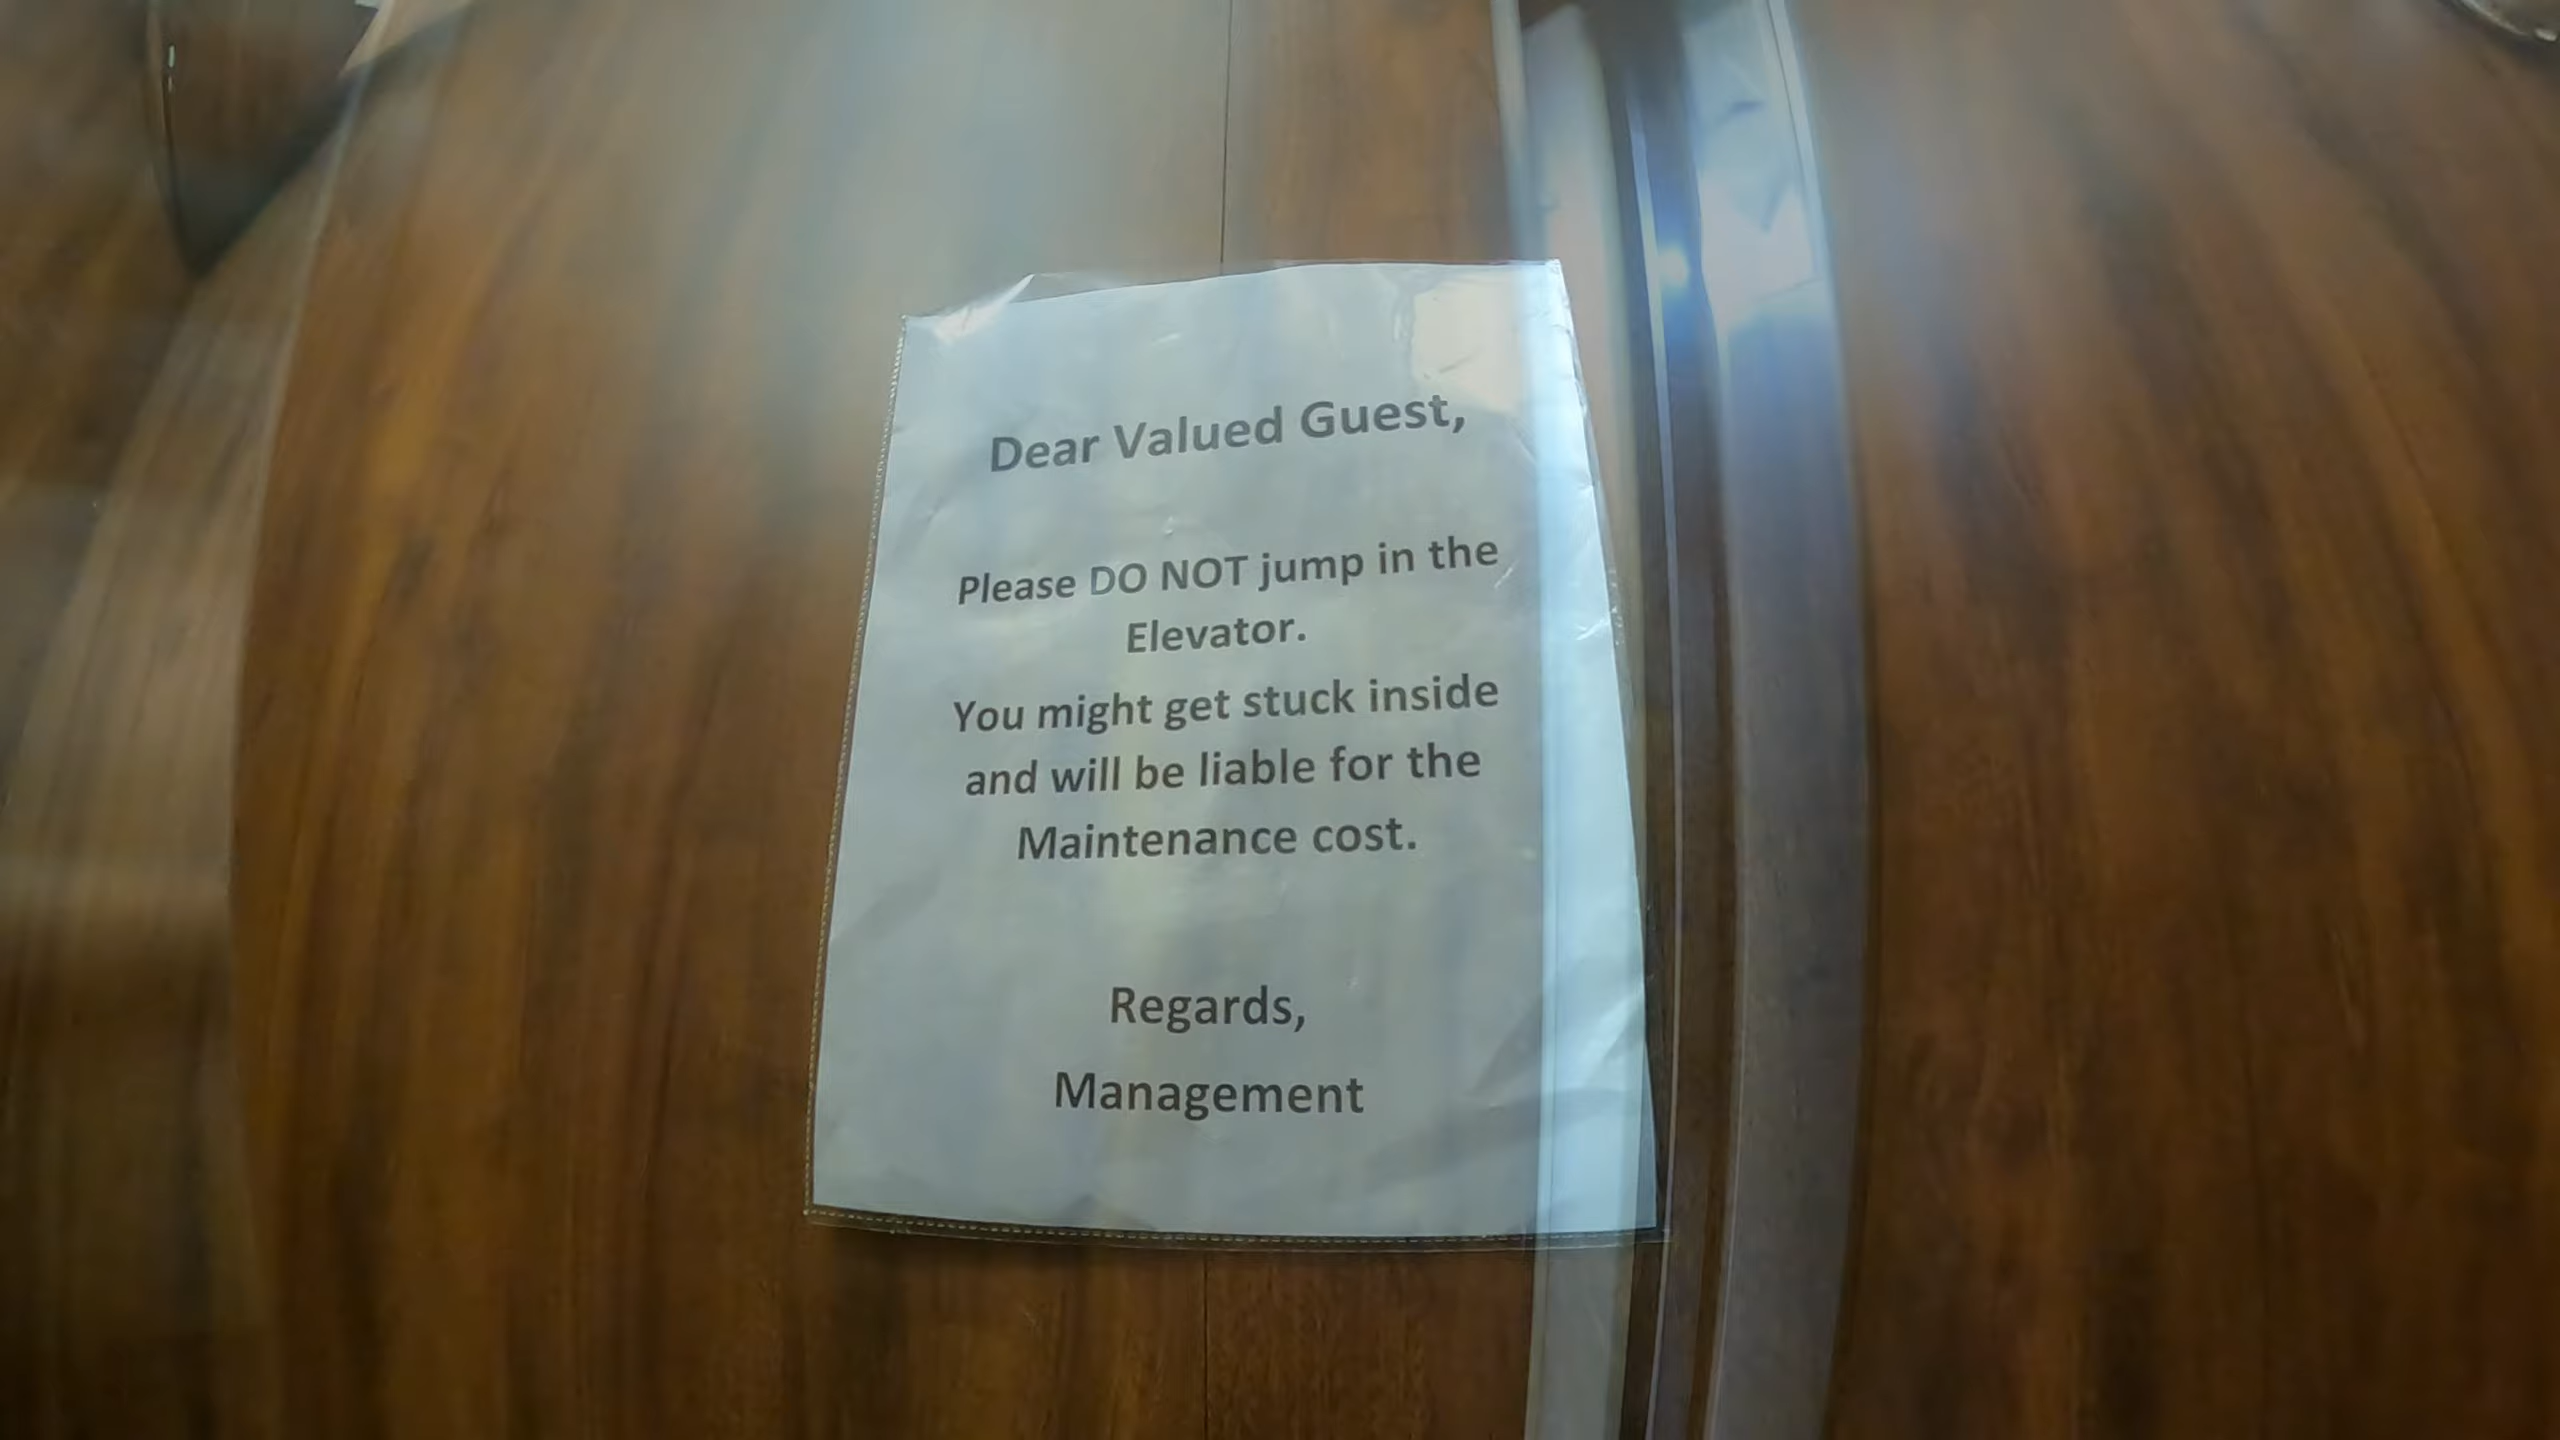 Dear Valued Guest,
Please DO NOT jump in the
Elevator.
You might get stuck inside
and will be liable for the
Maintenance cost.
Regards,
Management